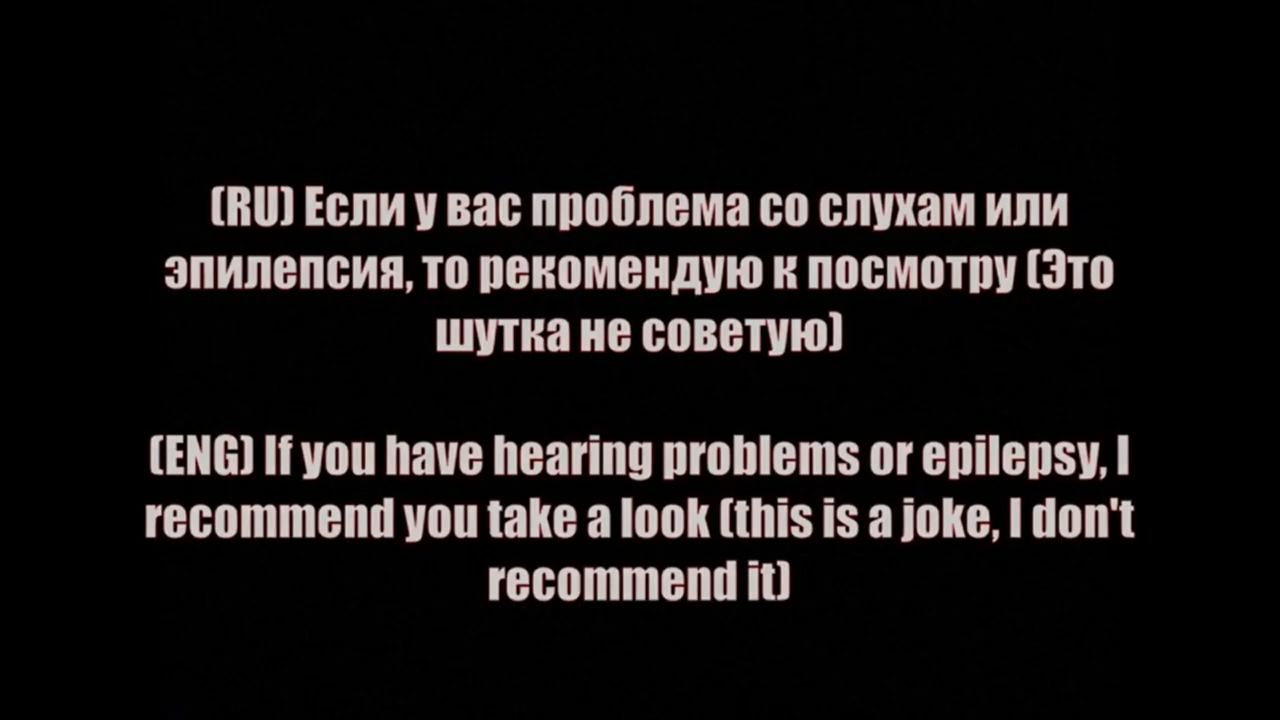 (RU) Если у вас проблема со слухам или
эпилепсия, то рекомендую к посмотру (Это
шутка не советую)
(ENG) If you have hearing problems or epilepsy, I
recommend you take a look (this is a joke, I don't
recommend it)